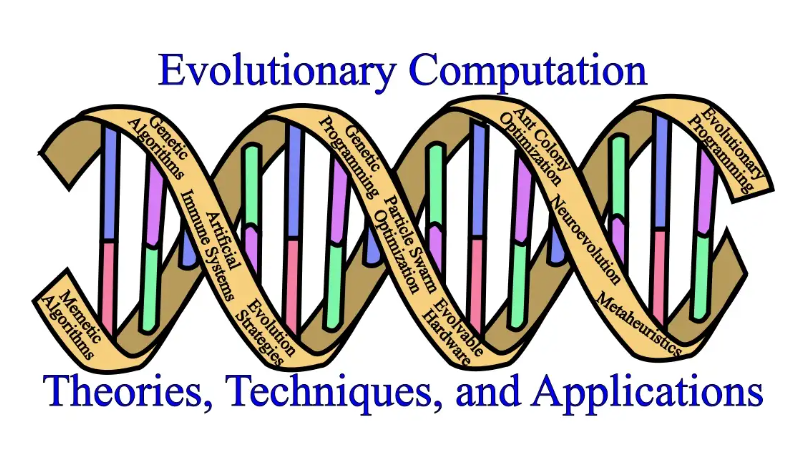 Evolutionary Computation
Genetic
Algorithms
Artificial
Immune Systems
Evolution
Strategies
Genetic
Programming
Particle Swarm
Optimization
Evolvable
Hardware
Ant Colony
Optimization
Neuroevolution
Metaheuristics
Evolutionary
Programming
Memetic
Algorithms
Theories, Techniques, and Applications